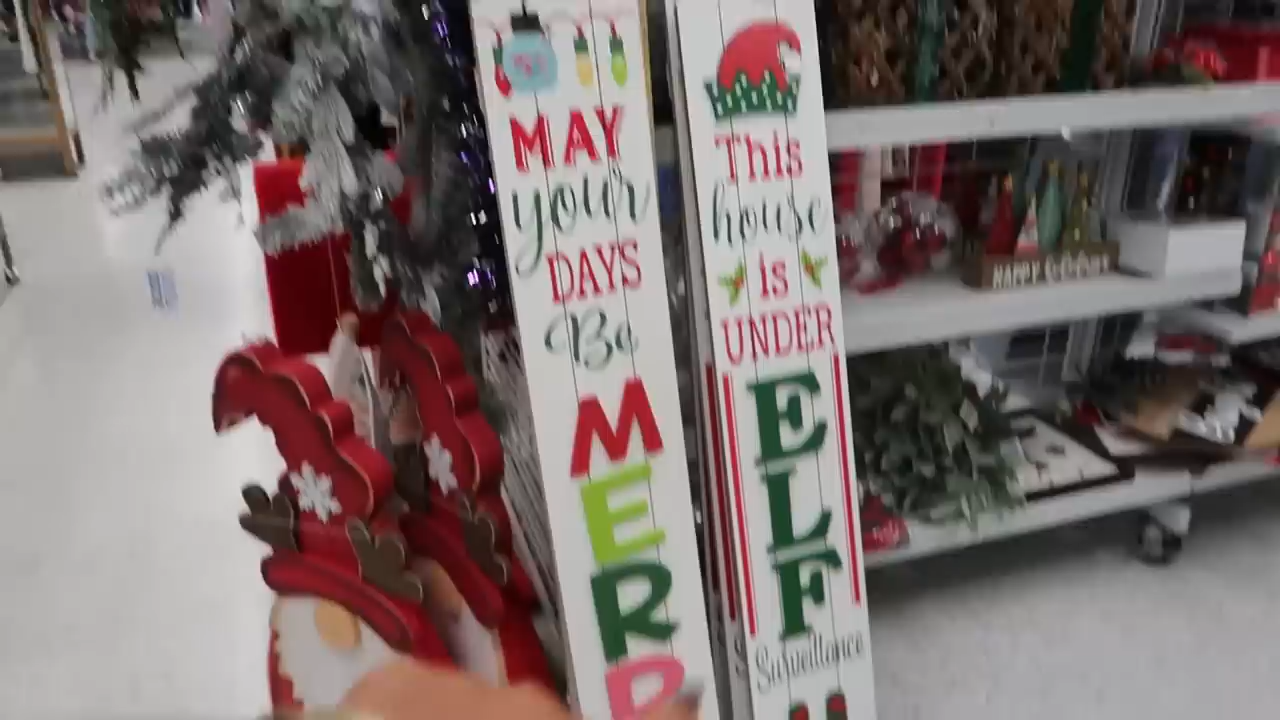 MAY
your
DAYS
Be
MER
This
house
is
UNDER
ELF
Surveillance
HAPPY